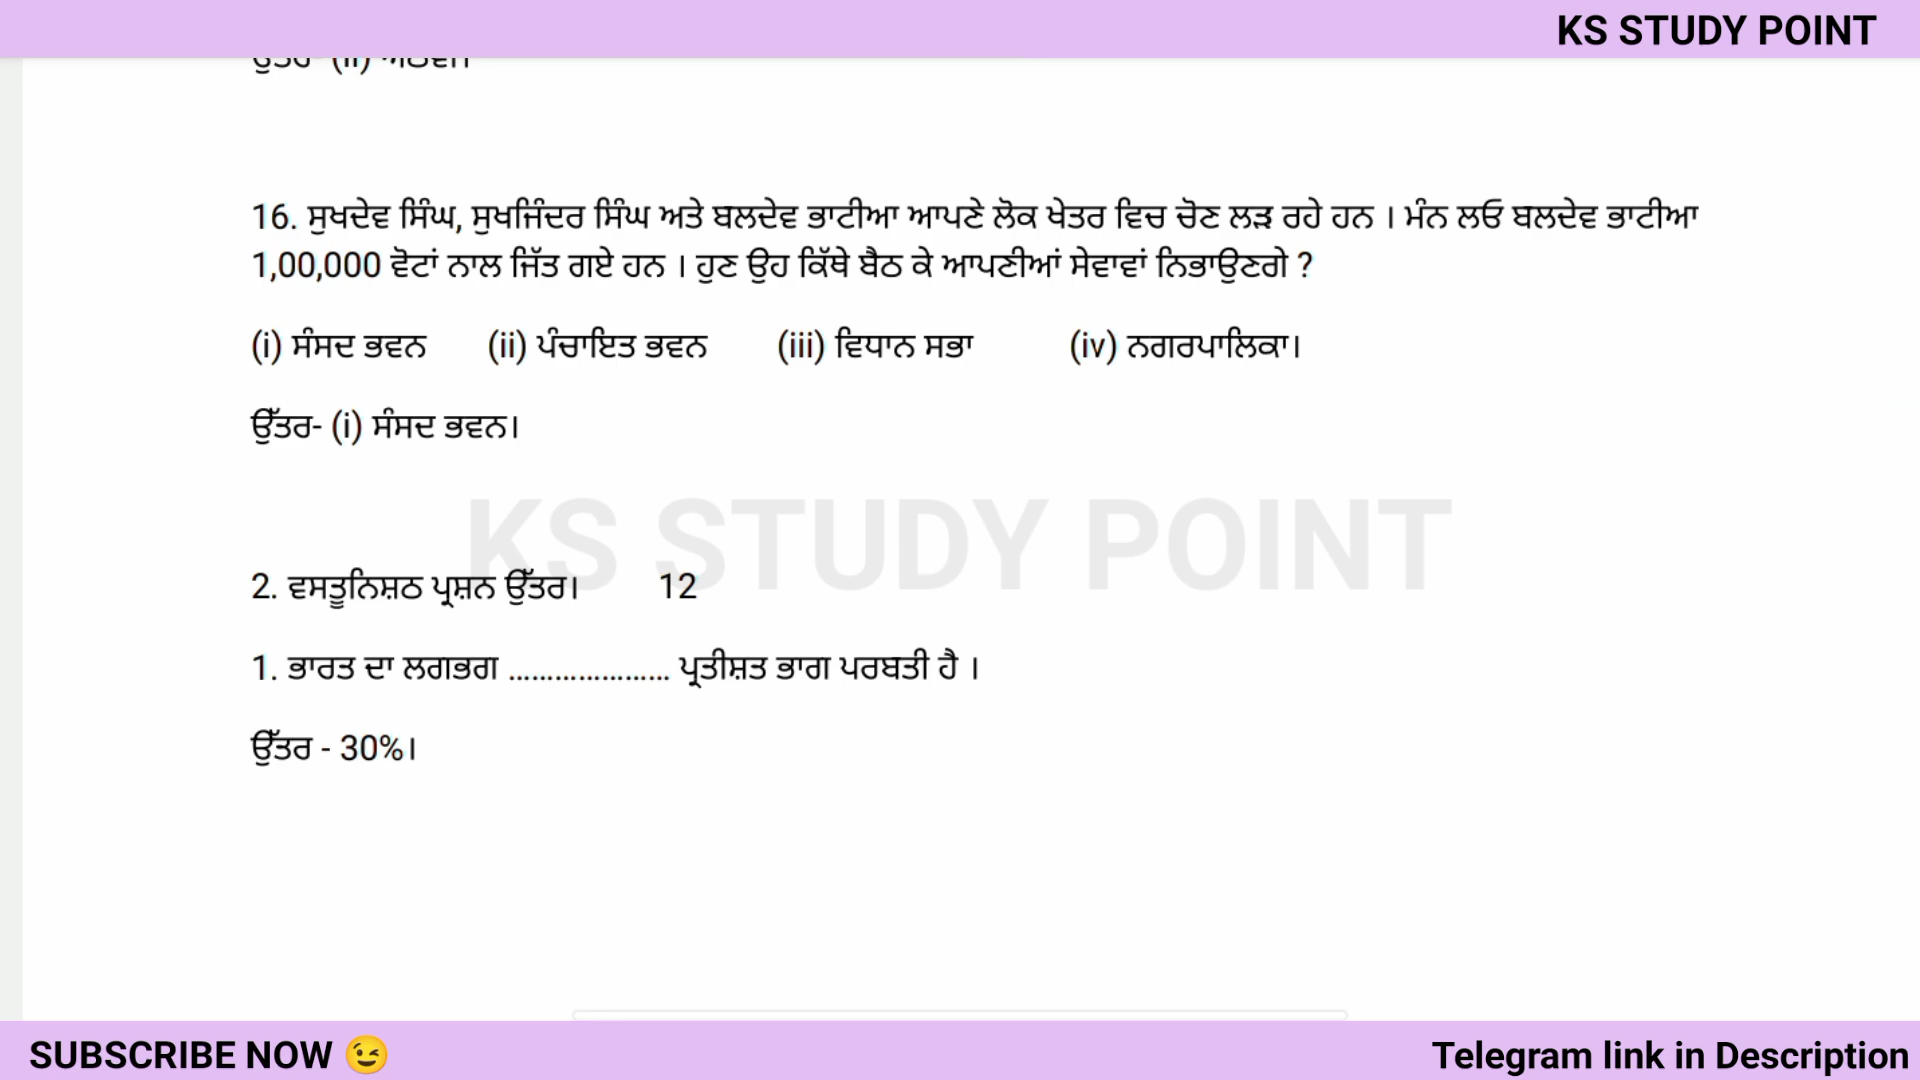 KS STUDY POINT
16. ਸੁਖਦੇਵ ਸਿੰਘ, ਸੁਖਜਿੰਦਰ ਸਿੰਘ ਅਤੇ ਬਲਦੇਵ ਭਾਟੀਆ ਆਪਣੇ ਲੋਕ ਖੇਤਰ ਵਿਚ ਚੋਣ ਲੜ ਰਹੇ ਹਨ । ਮੰਨ ਲਓ ਬਲਦੇਵ ਭਾਟੀਆ
1,00,000 ਵੋਟਾਂ ਨਾਲ ਜਿੱਤ ਗਏ ਹਨ । ਹੁਣ ਉਹ ਕਿੱਥੇ ਬੈਠ ਕੇ ਆਪਣੀਆਂ ਸੇਵਾਵਾਂ ਨਿਭਾਉਣਗੇ ?
(i) ਸੰਸਦ ਭਵਨ (ii) ਪੰਚਾਇਤ ਭਵਨ (iii) ਵਿਧਾਨ ਸਭਾ (iv) ਨਗਰਪਾਲਿਕਾ।
ਉੱਤਰ- (i) ਸੰਸਦ ਭਵਨ।
KS STUDY POINT
2. ਵਸਤੂਨਿਸ਼ਠ ਪ੍ਰਸ਼ਨ ਉੱਤਰ। 12
1. ਭਾਰਤ ਦਾ ਲਗਭਗ .................... ਪ੍ਰਤੀਸ਼ਤ ਭਾਗ ਪਰਬਤੀ ਹੈ ।
ਉੱਤਰ - 30%।
SUBSCRIBE NOW 😉
Telegram link in Description